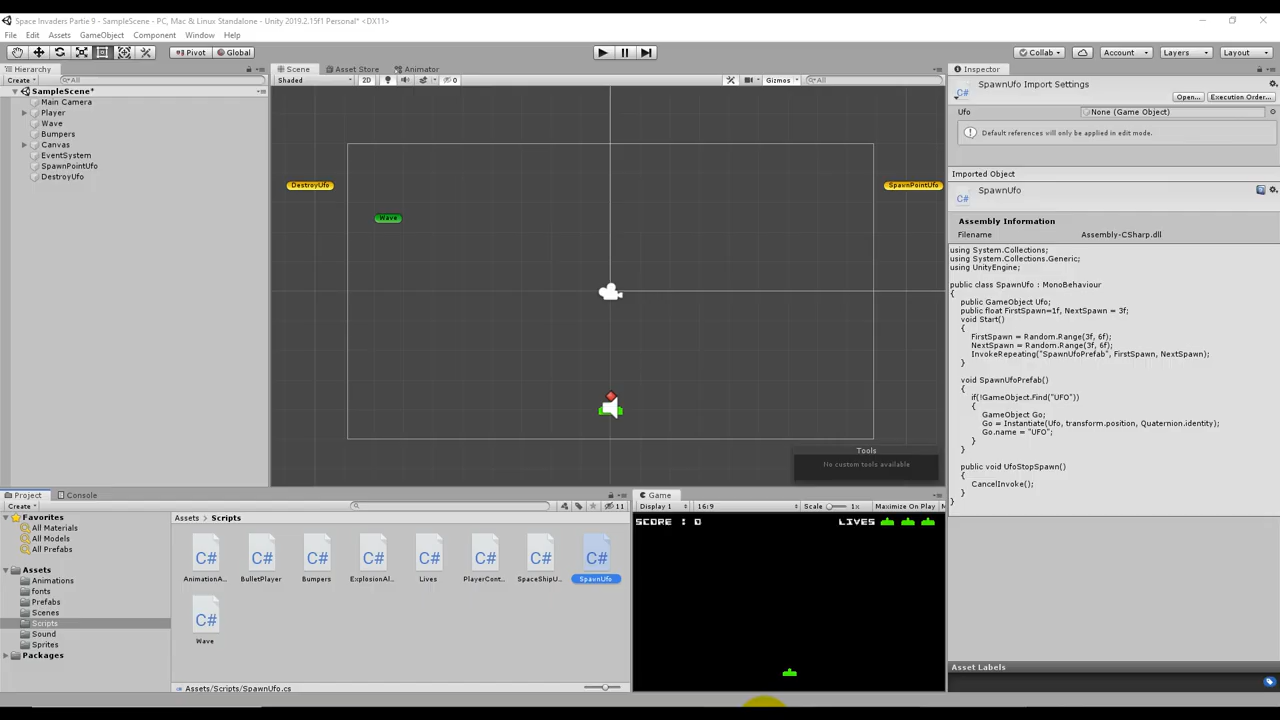 Space Invaders Partie 9 - SampleScene - PC, Mac & Linux Standalone - Unity 2019.2.15f1 Personal* <DX11>
File Edit Assets GameObject Component Window Help
Pivot Global Collab Account Layers Layout
Hierarchy
Create All
SampleScene*
Main Camera
Player
Wave
Bumpers
Canvas
EventSystem
SpawnPointUfo
DestroyUfo
Scene Asset Store Animator
Shaded 2D 0 Gizmos All
DestroyUfo
SpawnPointUfo
Wave
Tools
No custom tools available
Inspector
SpawnUfo Import Settings
Open... Execution Order...
Ufo None (Game Object)
Default references will only be applied in edit mode.
Imported Object
SpawnUfo
Assembly Information
Filename Assembly-CSharp.dll
using System.Collections;
using System.Collections.Generic;
using UnityEngine;
public class SpawnUfo : MonoBehaviour
{
public GameObject Ufo;
public float FirstSpawn=1f, NextSpawn = 3f;
void Start()
{
FirstSpawn = Random.Range(3f, 6f);
NextSpawn = Random.Range(3f, 6f);
InvokeRepeating("SpawnUfoPrefab", FirstSpawn, NextSpawn);
}
void SpawnUfoPrefab()
{
if(!GameObject.Find("UFO"))
{
GameObject Go;
Go = Instantiate(Ufo, transform.position, Quaternion.identity);
Go.name = "UFO";
}
}
public void UfoStopSpawn()
{
CancelInvoke();
}
}
Asset Labels
Project Console
Create 11
Favorites
All Materials
All Models
All Prefabs
Assets
Animations
fonts
Prefabs
Scenes
Scripts
Sound
Sprites
Packages
Assets Scripts
AnimationA... BulletPlayer Bumpers ExplosionAl... Lives PlayerCont... SpaceShipU... SpawnUfo
Wave
Assets/Scripts/SpawnUfo.cs
Game
Display 1 16:9 Scale 1x Maximize On Play M
SCORE : 0 LIVES